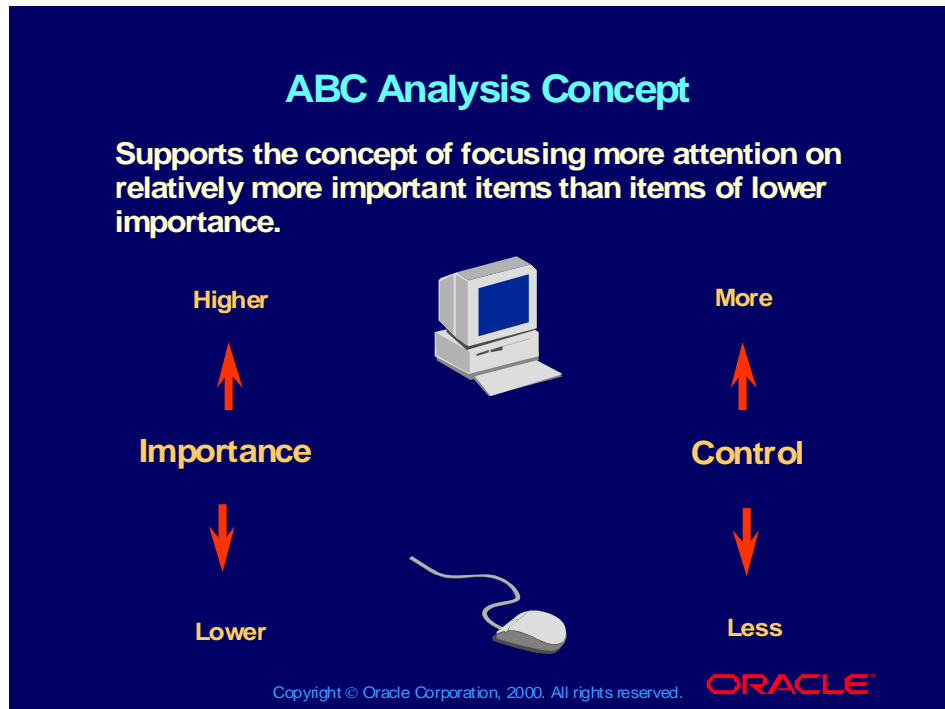 ABC Analysis Concept
Supports the concept of focusing more attention on
relatively more important items than items of lower
importance.
Higher
More
Importance
Control
Lower
Less
Copyright © Oracle Corporation, 2000. All rights reserved.
ORACLE®